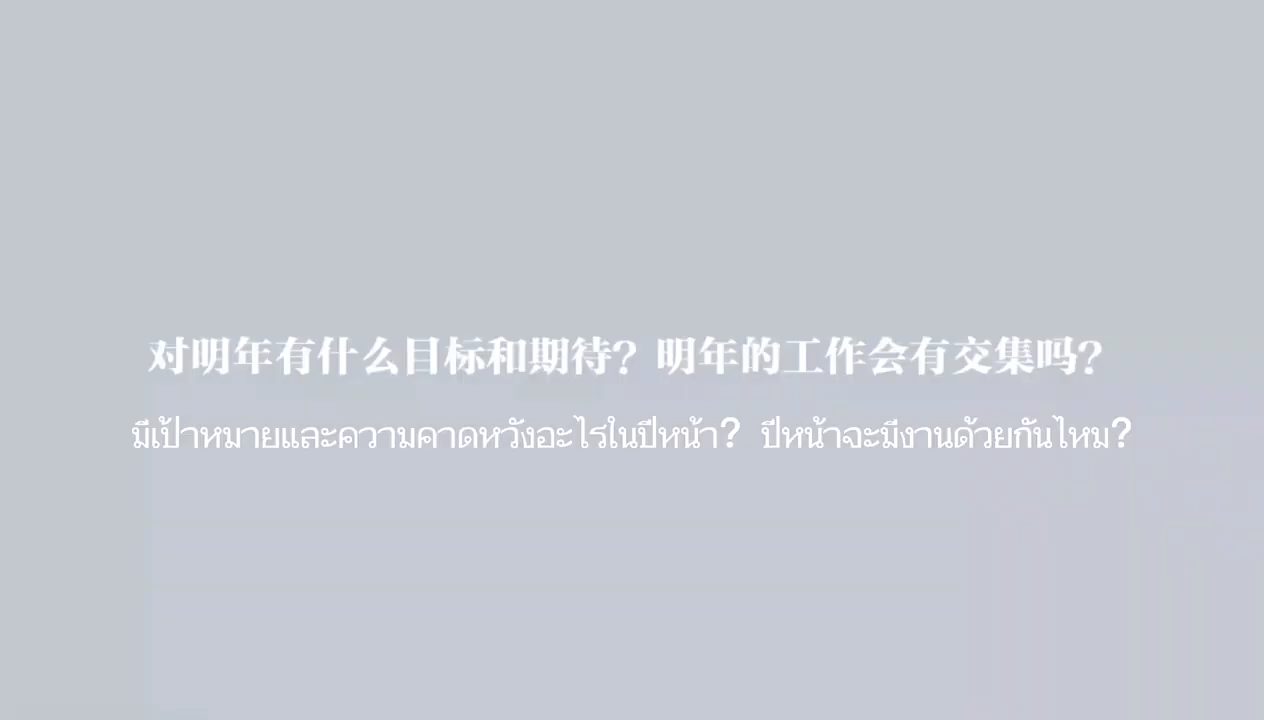 对明年有什么目标和期待？明年的工作会有交集吗？
มีเป้าหมายและความคาดหวังอะไรในปีหน้า? ปีหน้าจะมีงานด้วยกันไหม?